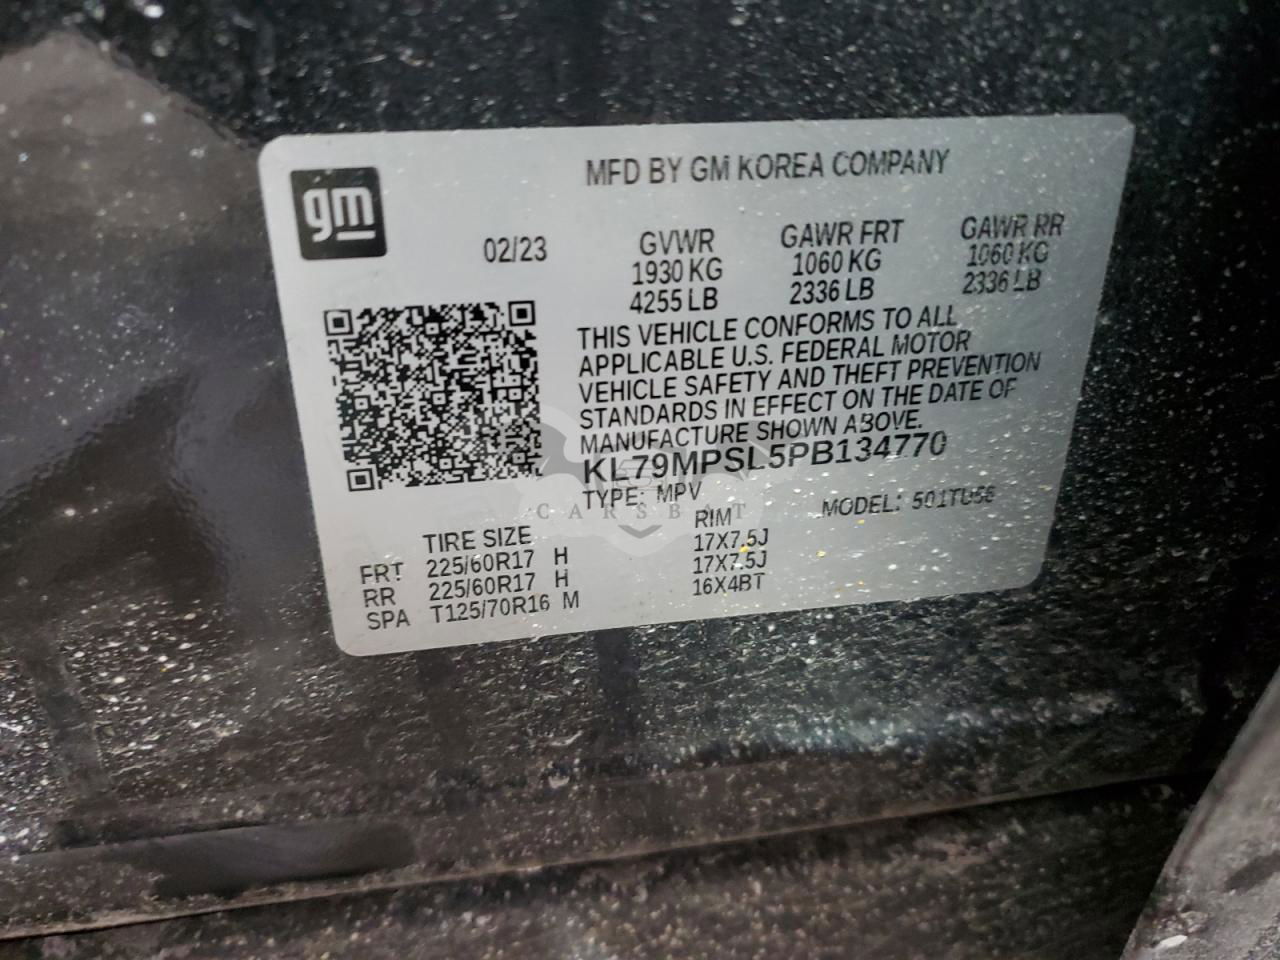 MFD BY GM KOREA COMPANY
gm
02/23
GVWR GAWR FRT GAWR RR
1930 KG 1060 KG 1060 KG
4255 LB 2336 LB 2336 LB
THIS VEHICLE CONFORMS TO ALL
APPLICABLE U.S. FEDERAL MOTOR
VEHICLE SAFETY AND THEFT PREVENTION
STANDARDS IN EFFECT ON THE DATE OF
MANUFACTURE SHOWN ABOVE.
KL79MPSL5PB134770
TYPE: MPV MODEL:
CARSBAT
TIRE SIZE RIM
FRT 225/60R17 H 17X7.5J
RR 225/60R17 H 17X7.5J
SPA T125/70R16 M 16X4BT